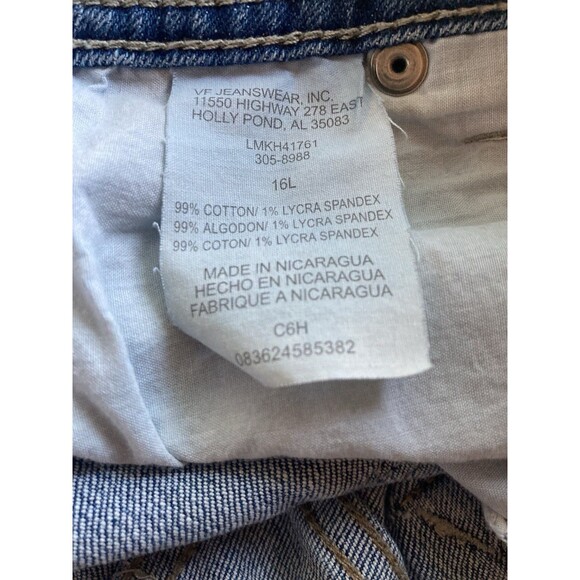 VF JEANSWEAR, INC.
11550 HIGHWAY 278 EAST
HOLLY POND, AL 35083
LMKH41761
305-8988
16L
99% COTTON/ 1% LYCRA SPANDEX
99% ALGODON/ 1% LYCRA SPANDEX
99% COTON/ 1% LYCRA SPANDEX
MADE IN NICARAGUA
HECHO EN NICARAGUA
FABRIQUE A NICARAGUA
C6H
083624585382